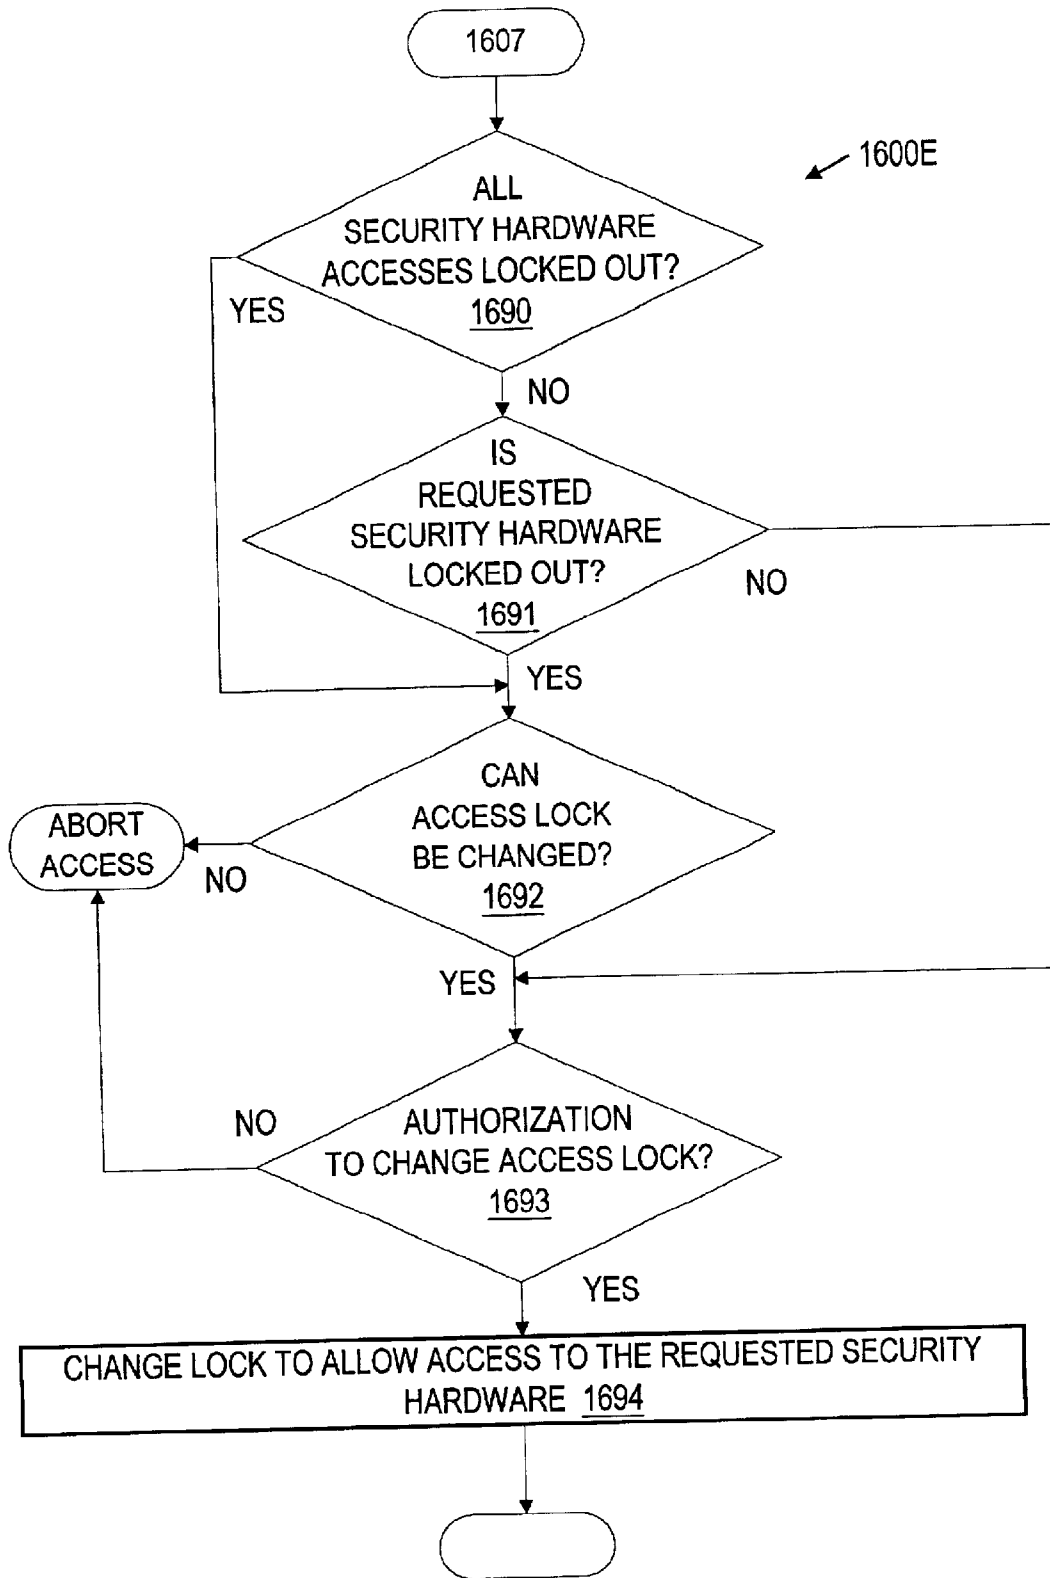 1607
1600E
ALL
SECURITY HARDWARE
ACCESSES LOCKED OUT?
1690
YES
NO
IS
REQUESTED
SECURITY HARDWARE
LOCKED OUT?
1691
NO
YES
CAN
ACCESS LOCK
BE CHANGED?
1692
ABORT
ACCESS
NO
YES
NO
AUTHORIZATION
TO CHANGE ACCESS LOCK?
1693
YES
CHANGE LOCK TO ALLOW ACCESS TO THE REQUESTED SECURITY
HARDWARE 1694